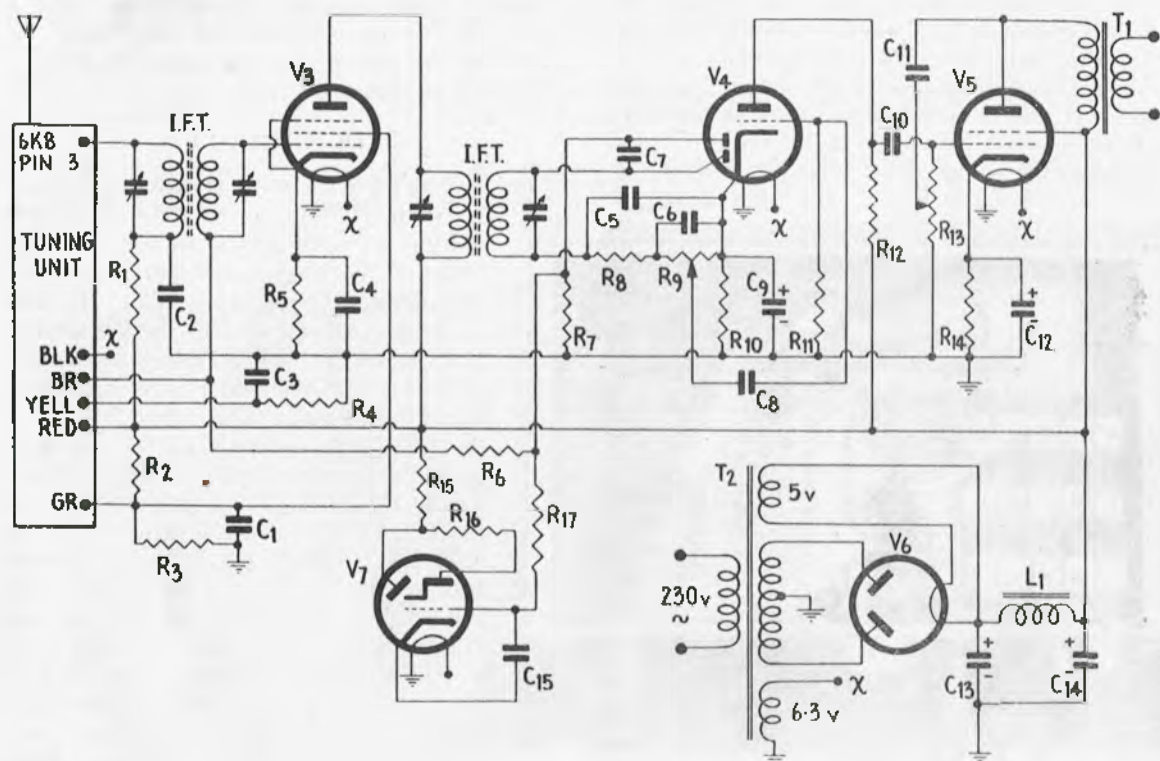 6K8
PIN 3
TUNING
UNIT
BLK
BR
YELL
RED
GR
I.F.T.
V3
χ
R1
C2
χ
R5
C4
C3
R4
R2
C1
R3
I.F.T.
V4
C7
C5
C6
χ
R8
R9
C9
+
-
R7
R10
R11
C8
R6
R15
R16
R17
V7
C15
C11
V5
T1
C10
R12
R13
χ
R14
+
-
C12
T2
5v
230v
~
V6
L1
χ
6·3v
+
-
C13
+
-
C14